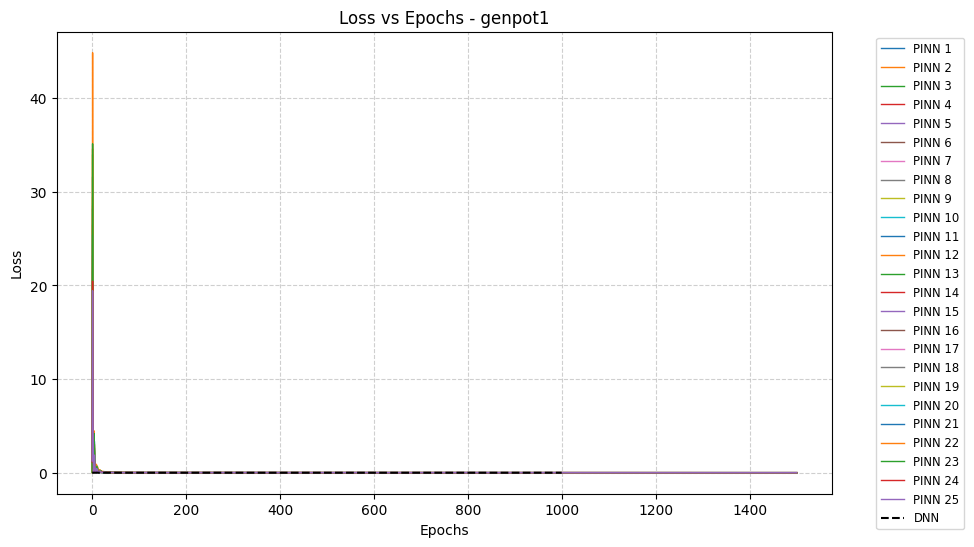 Loss vs Epochs - genpot1
Loss
40
30
20
10
0
0 200 400 600 800 1000 1200 1400
Epochs
PINN 1
PINN 2
PINN 3
PINN 4
PINN 5
PINN 6
PINN 7
PINN 8
PINN 9
PINN 10
PINN 11
PINN 12
PINN 13
PINN 14
PINN 15
PINN 16
PINN 17
PINN 18
PINN 19
PINN 20
PINN 21
PINN 22
PINN 23
PINN 24
PINN 25
DNN